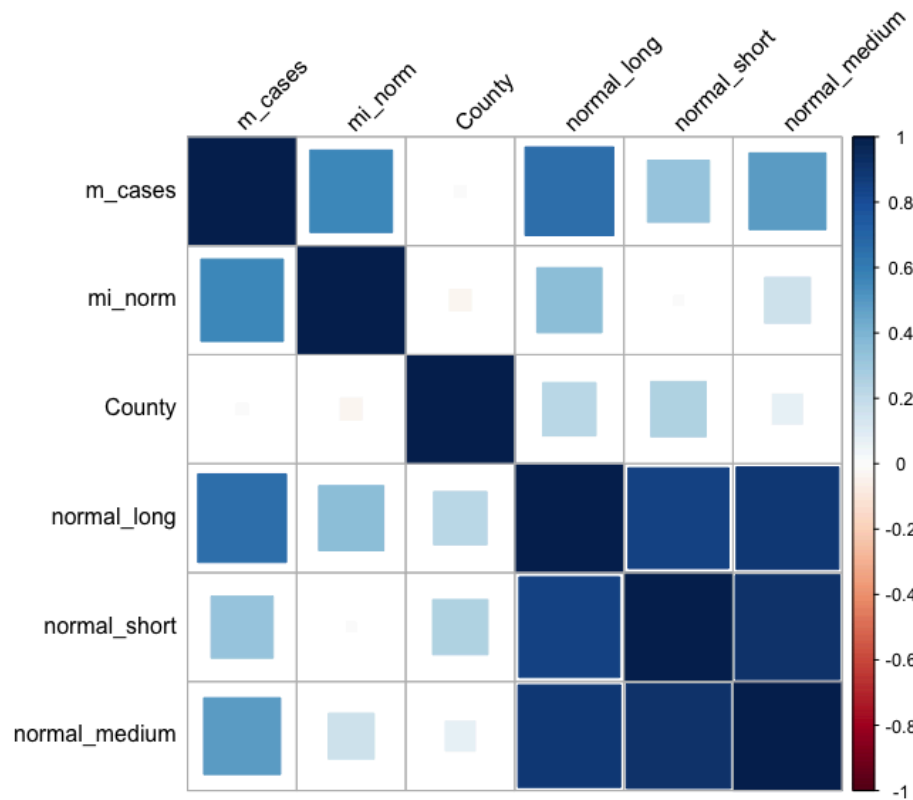 m_cases
mi_norm
County
normal_long
normal_short
normal_medium
m_cases
mi_norm
County
normal_long
normal_short
normal_medium
1
0.8
0.6
0.4
0.2
0
-0.2
-0.4
-0.6
-0.8
-1